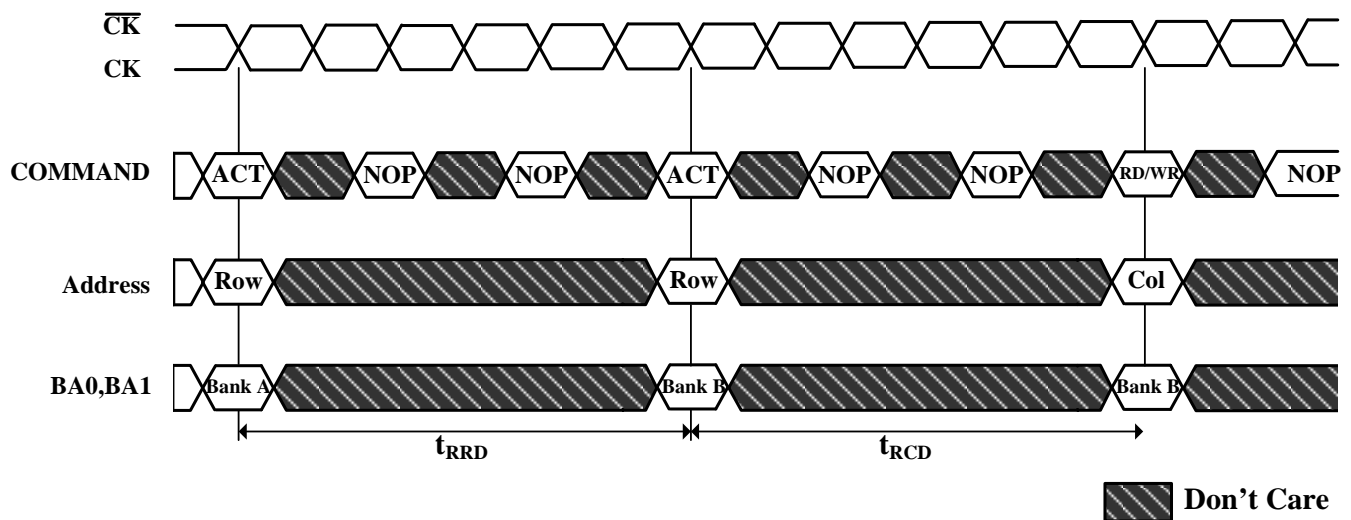 CK
CK
COMMAND ACT NOP NOP ACT NOP NOP RD/WR NOP
Address Row Row Col
BA0,BA1 Bank A Bank B Bank B
tRRD tRCD
Don't Care